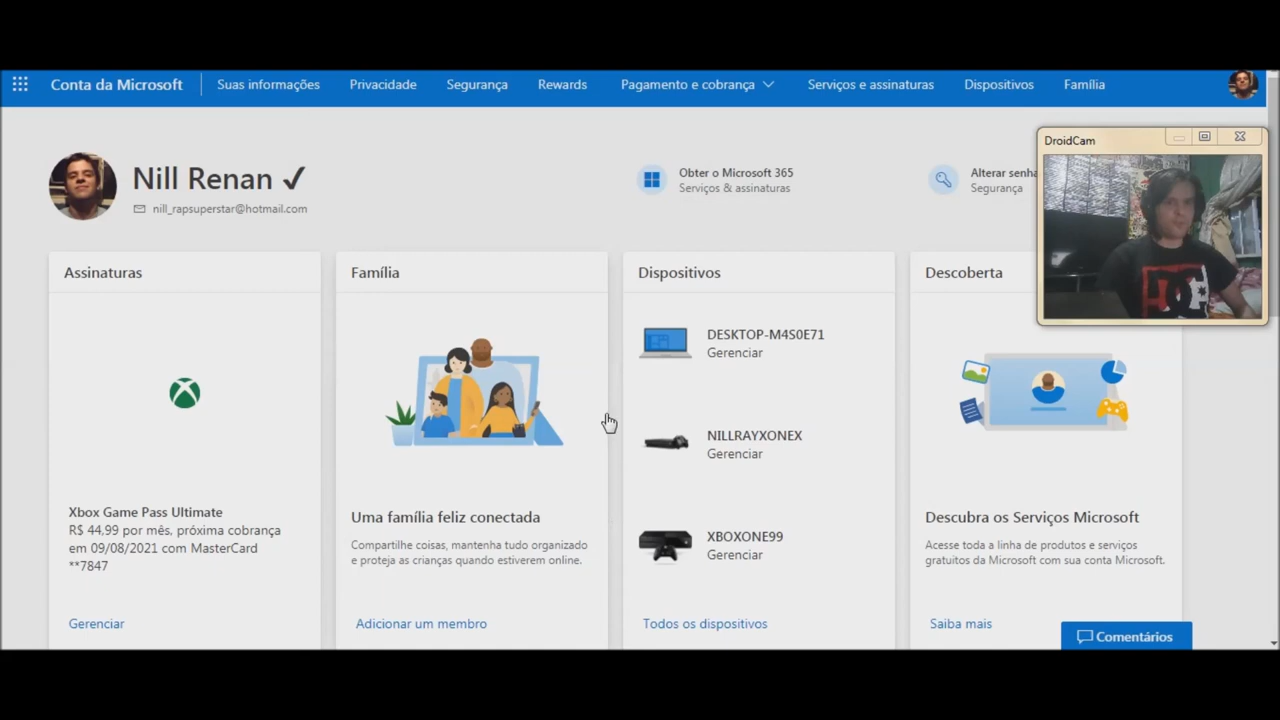 Conta da Microsoft
Suas informações
Privacidade
Segurança
Rewards
Pagamento e cobrança
Serviços e assinaturas
Dispositivos
Família
DroidCam
Nill Renan
nill_rapsuperstar@hotmail.com
Obter o Microsoft 365
Serviços & assinaturas
Alterar senha
Segurança
Assinaturas
Xbox Game Pass Ultimate
R$ 44,99 por mês, próxima cobrança
em 09/08/2021 com MasterCard
**7847
Gerenciar
Família
Uma família feliz conectada
Compartilhe coisas, mantenha tudo organizado
e proteja as crianças quando estiverem online.
Adicionar um membro
Dispositivos
DESKTOP-M4S0E71
Gerenciar
NILLRAYXONEX
Gerenciar
XBOXONE99
Gerenciar
Todos os dispositivos
Descoberta
Descubra os Serviços Microsoft
Acesse toda a linha de produtos e serviços
gratuitos da Microsoft com sua conta Microsoft.
Saiba mais
Comentários